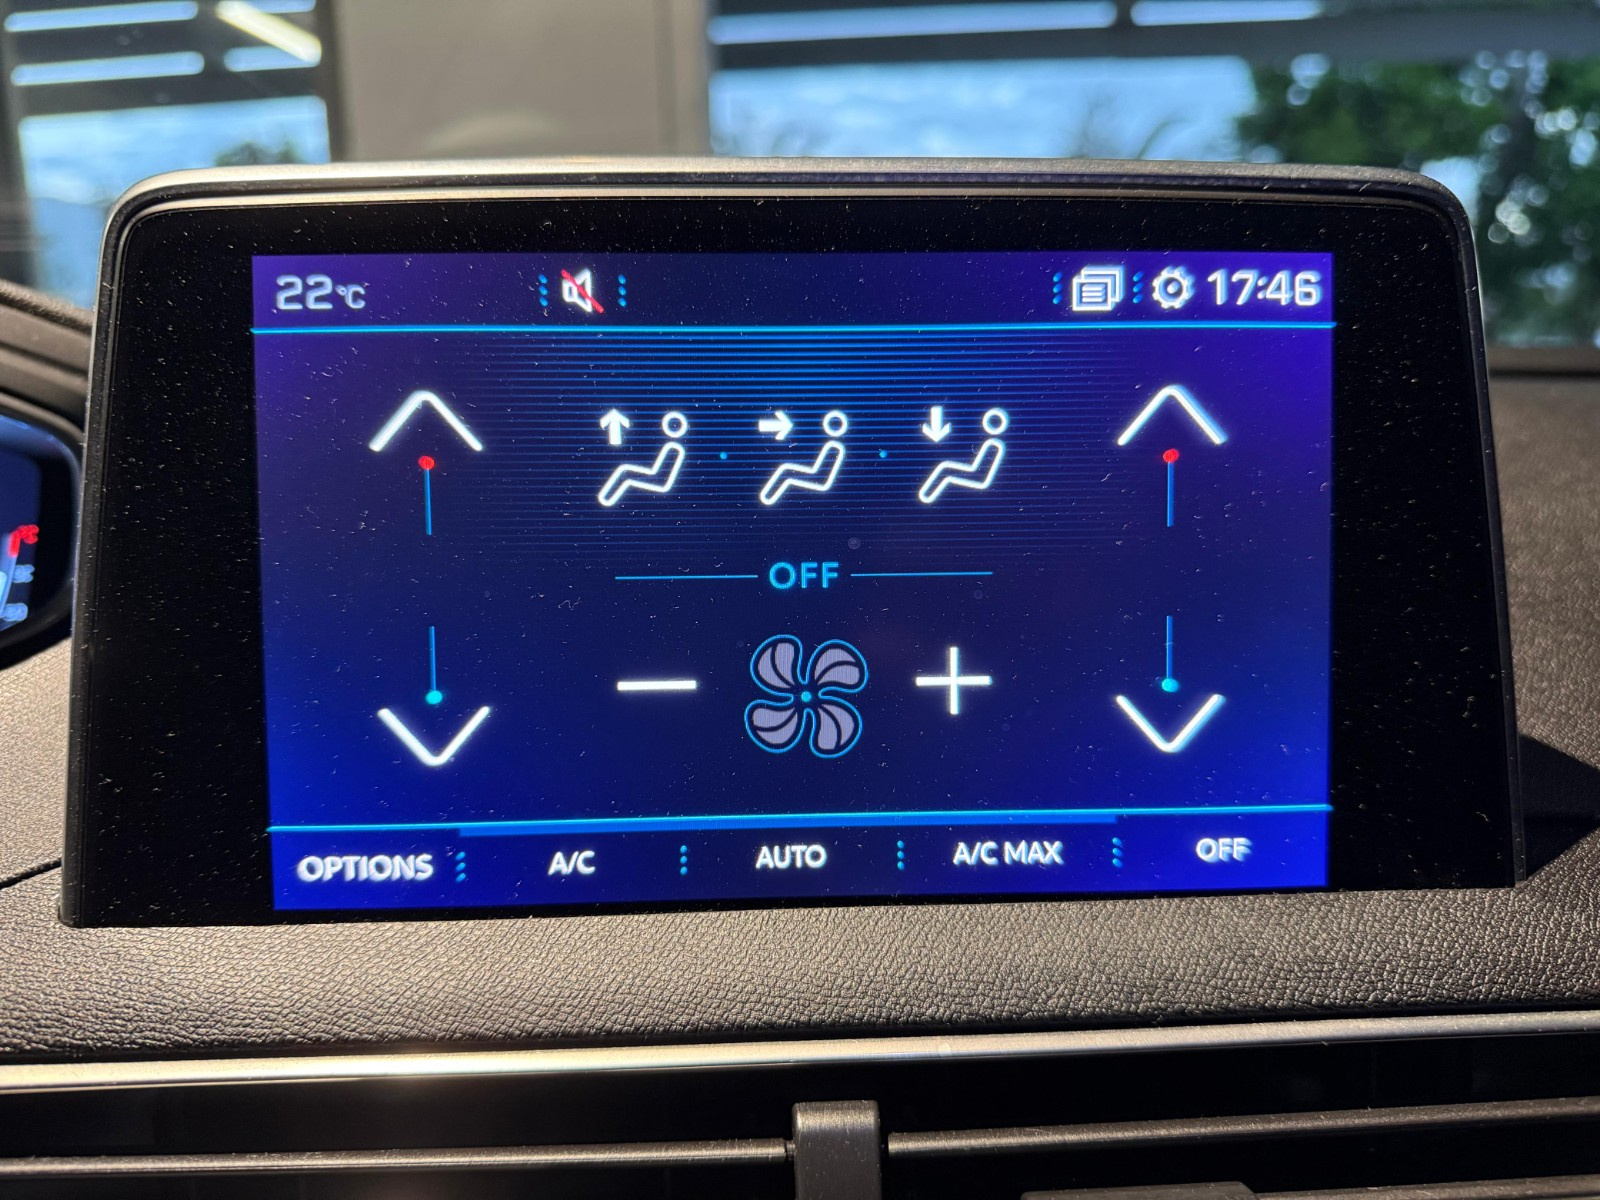 22°C
17:46
OFF
OPTIONS
A/C
AUTO
A/C MAX
OFF